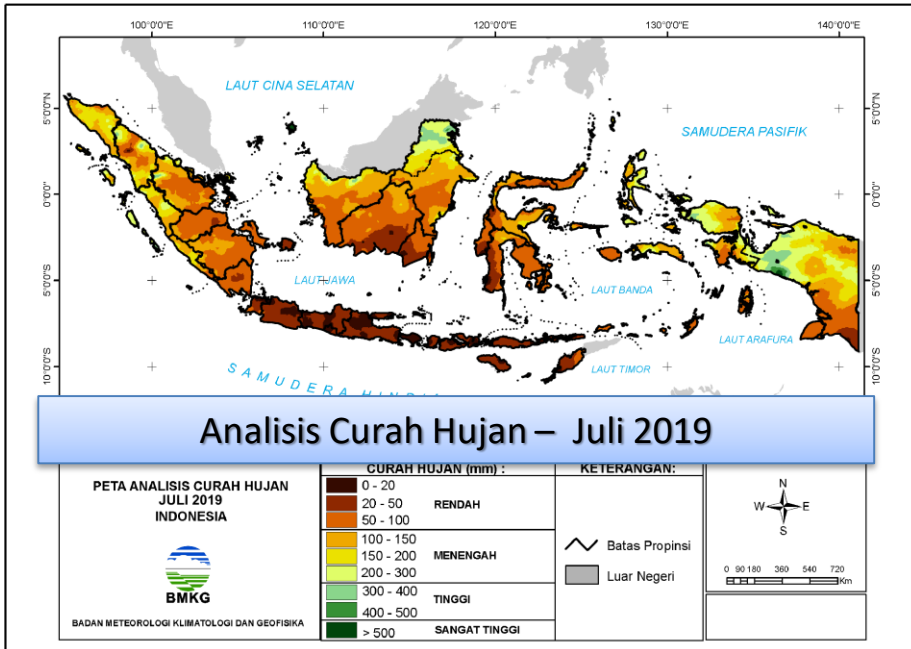 100°0'0"E 110°0'0"E 120°0'0"E 130°0'0"E 140°0'0"E
LAUT CINA SELATAN
SAMUDERA PASIFIK
5°0'0"N 5°0'0"N
0°0'0" 0°0'0"
5°0'0"S 5°0'0"S
10°0'0"S 10°0'0"S
LAUT JAWA
LAUT BANDA
LAUT ARAFURA
LAUT TIMOR
SAMUDERA
Analisis Curah Hujan – Juli 2019
PETA ANALISIS CURAH HUJAN
JULI 2019
INDONESIA
BMKG
BADAN METEOROLOGI KLIMATOLOGI DAN GEOFISIKA
CURAH HUJAN (mm) :
0 - 20
20 - 50
50 - 100
RENDAH
100 - 150
150 - 200
200 - 300
MENENGAH
300 - 400
400 - 500
TINGGI
> 500
SANGAT TINGGI
KETERANGAN:
Batas Propinsi
Luar Negeri
N
W E
S
0 90 180 360 540 720
Km